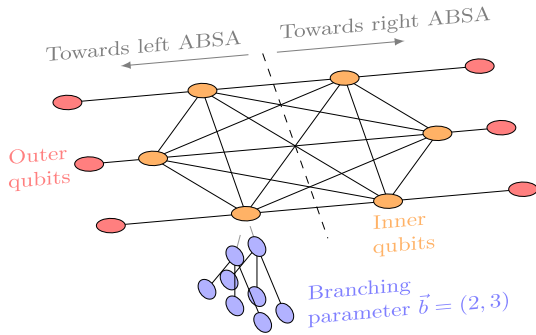 Towards left ABSA
Towards right ABSA
Outer
qubits
Inner
qubits
Branching
parameter $\vec{b} = (2, 3)$